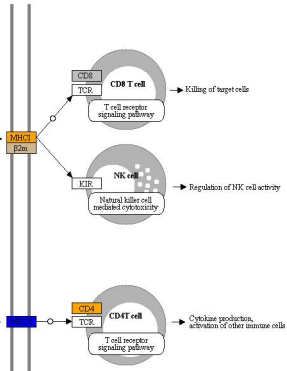 CD8
TCR
CD8 T cell
T cell receptor
signaling pathway
Killing of target cells
MHCI
β2m
KIR
NK cell
Natural killer cell
mediated cytotoxicity
Regulation of NK cell activity
CD4
TCR
CD4T cell
T cell receptor
signaling pathway
Cytokine production,
activation of other immune cells